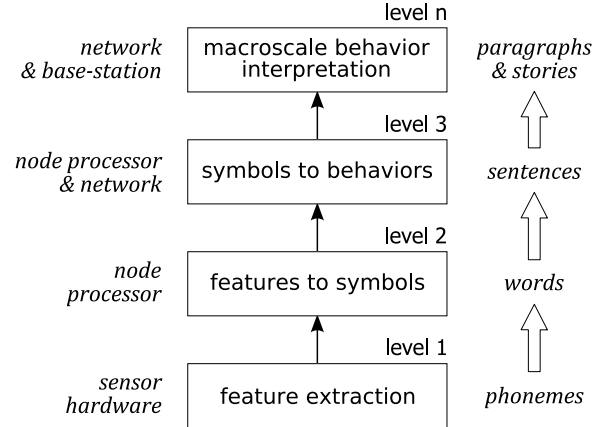 level n
network
& base-station
macroscale behavior
interpretation
paragraphs
& stories
level 3
node processor
& network
symbols to behaviors
sentences
level 2
node
processor
features to symbols
words
level 1
sensor
hardware
feature extraction
phonemes